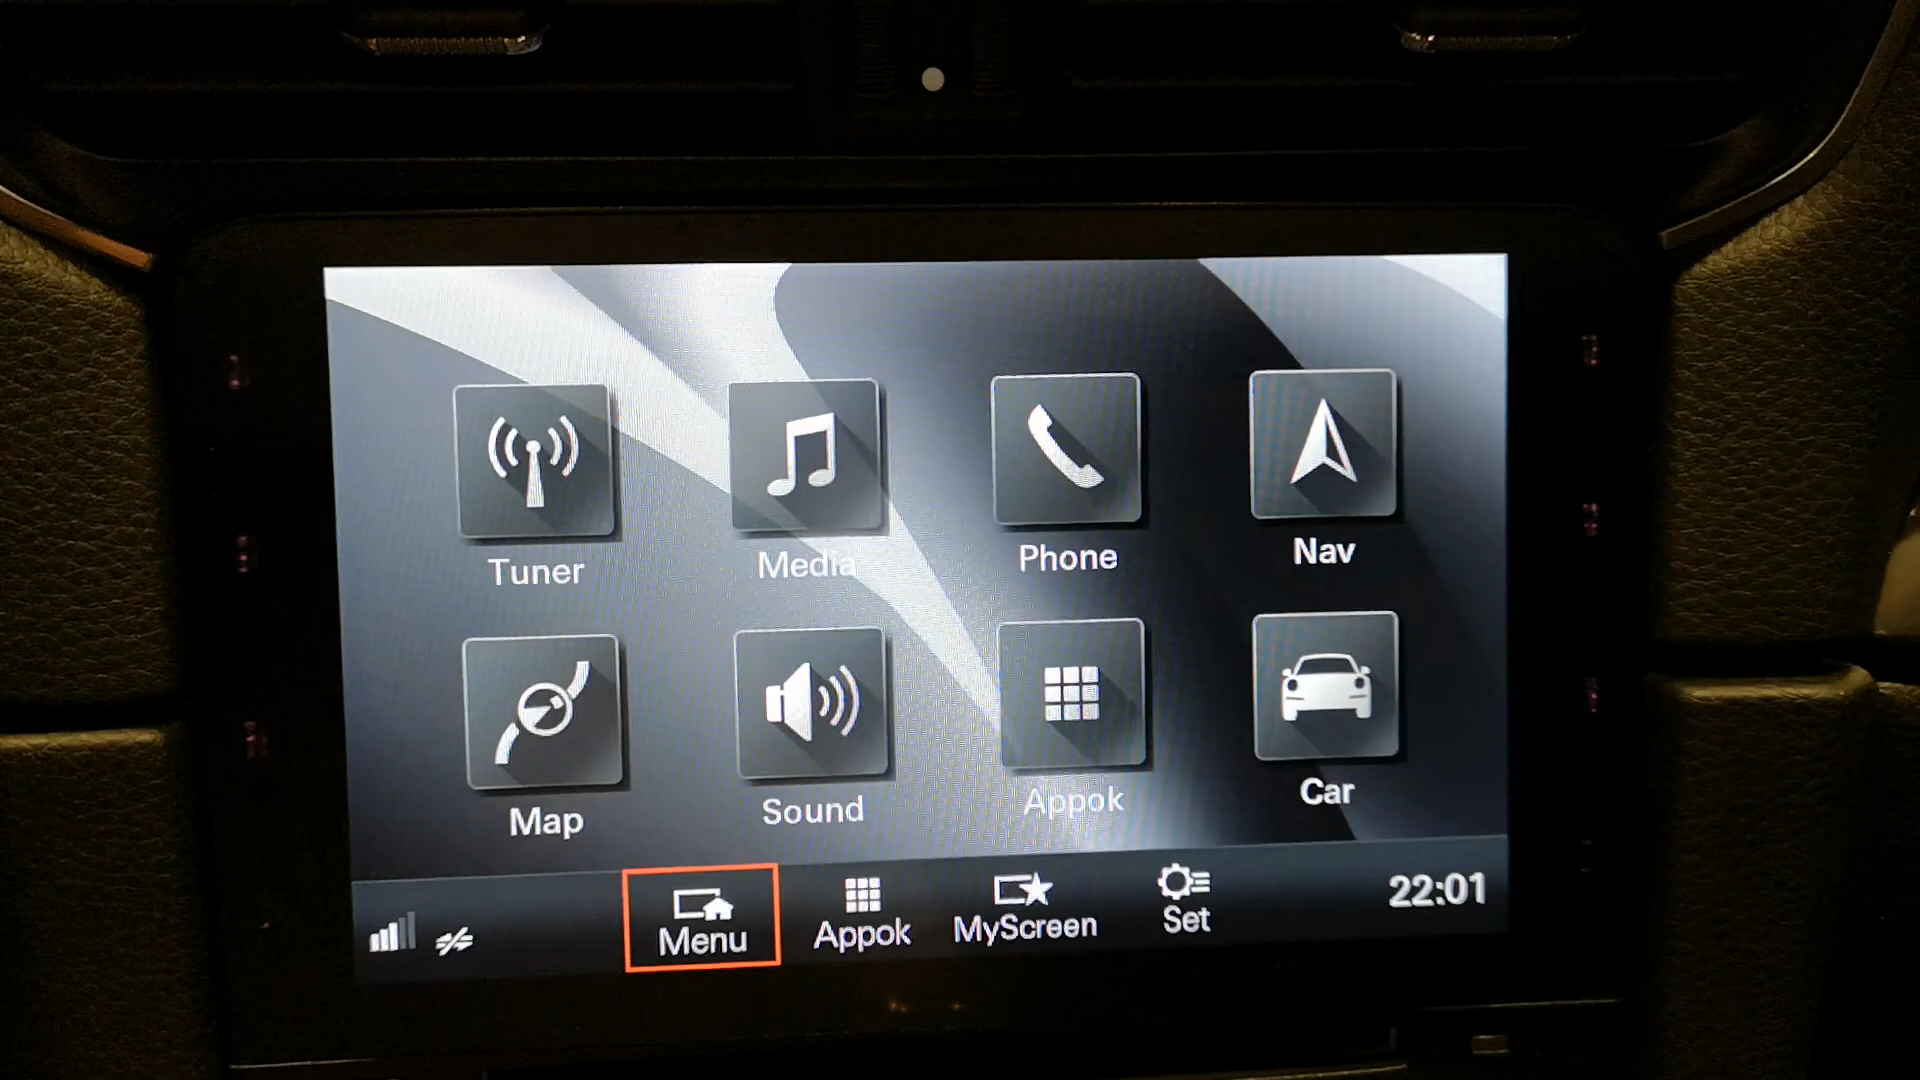 Tuner
Media
Phone
Nav
Map
Sound
Appok
Car
Menu
Appok
MyScreen
Set
22:01